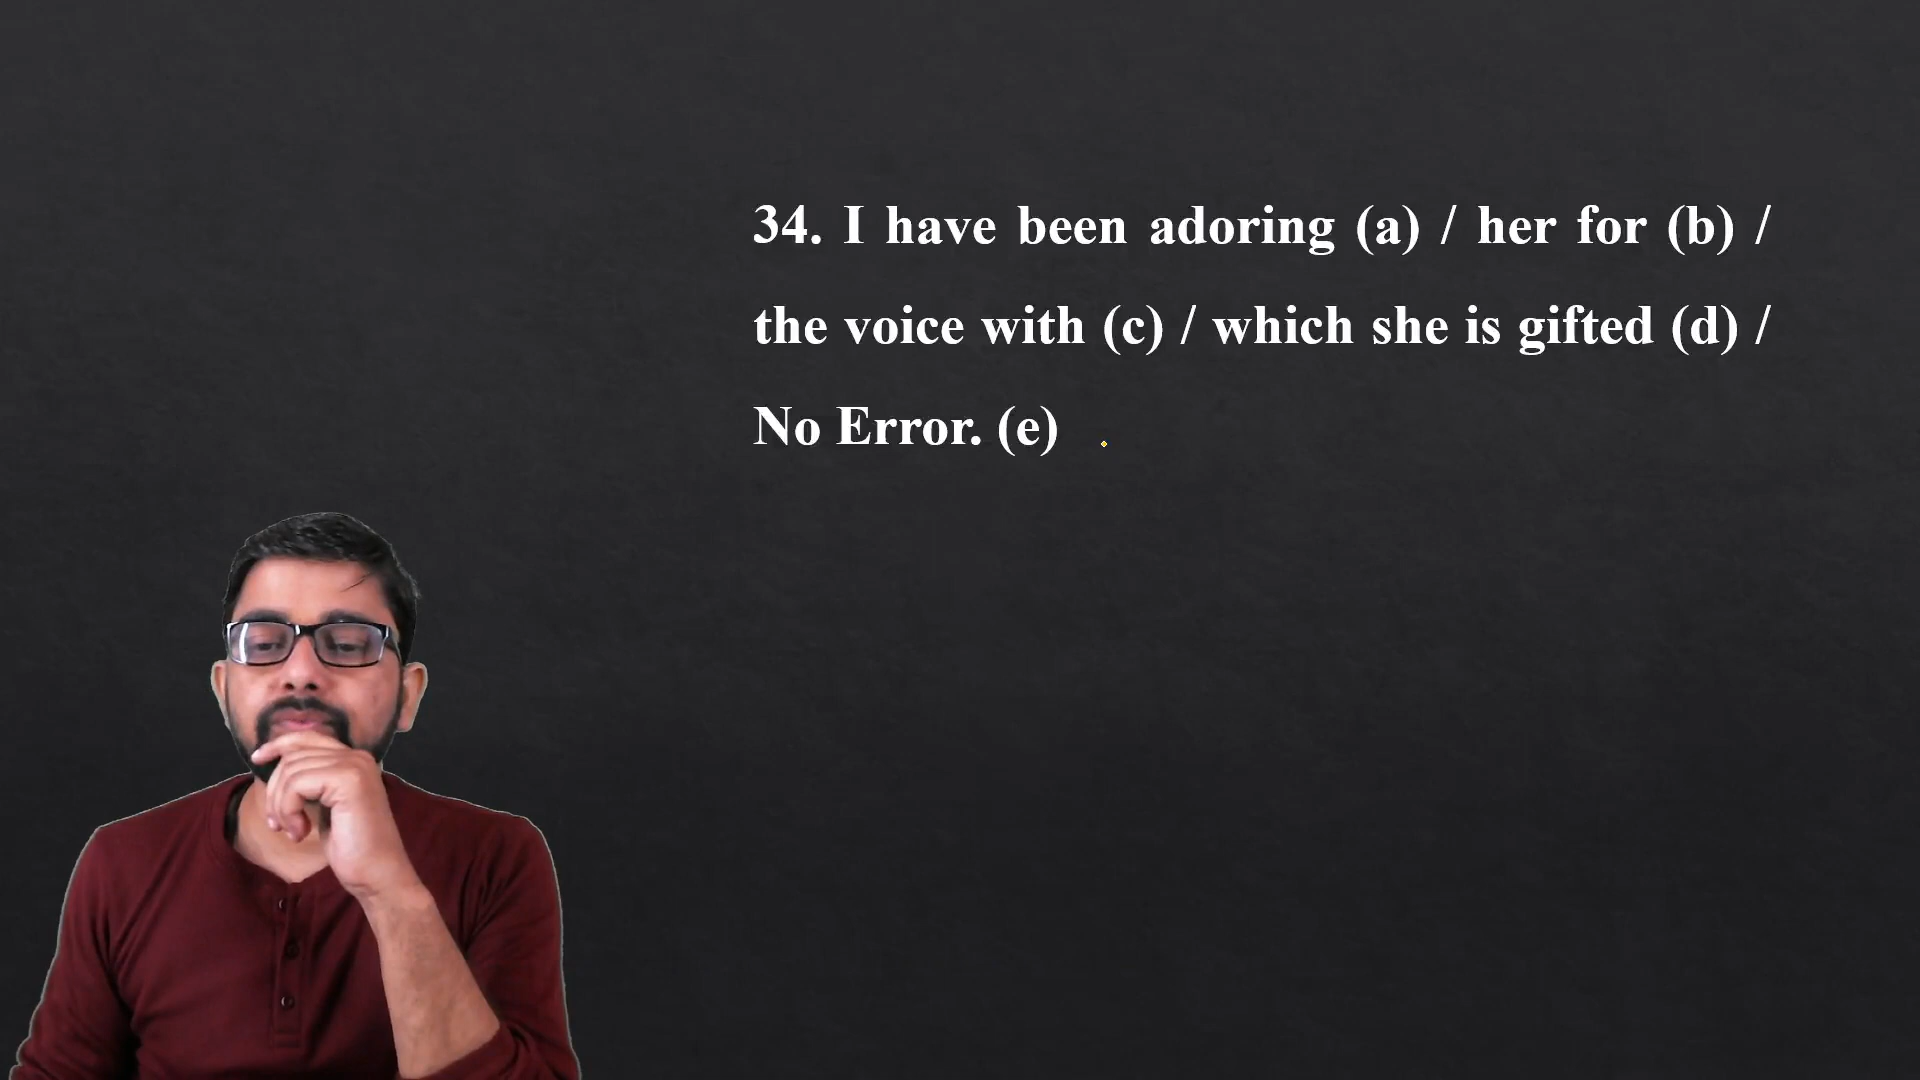 34. I have been adoring (a) / her for (b) /
the voice with (c) / which she is gifted (d) /
No Error. (e)